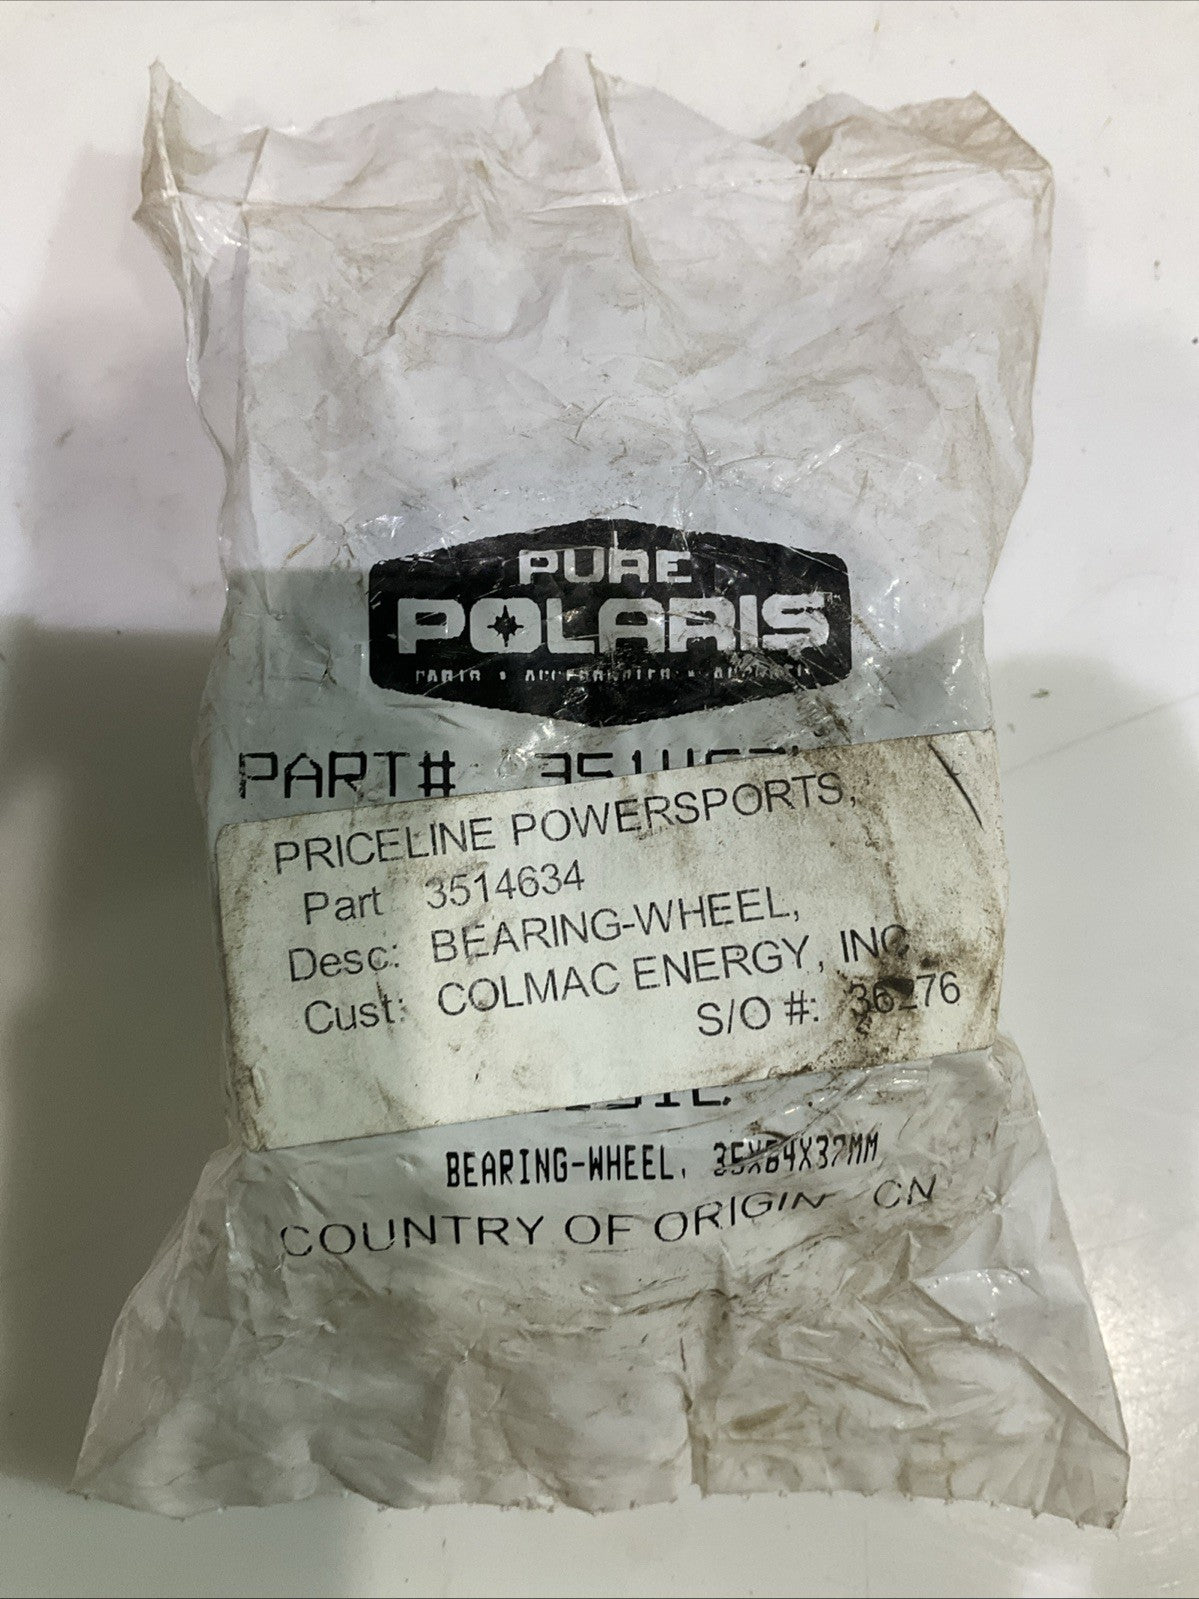 PURE
POLARIS
PART#
PRICELINE POWERSPORTS,
Part 3514634
Desc: BEARING-WHEEL,
Cust: COLMAC ENERGY, INC
S/O #:
BEARING-WHEEL, 35X64X37MM
COUNTRY OF ORIGIN CN